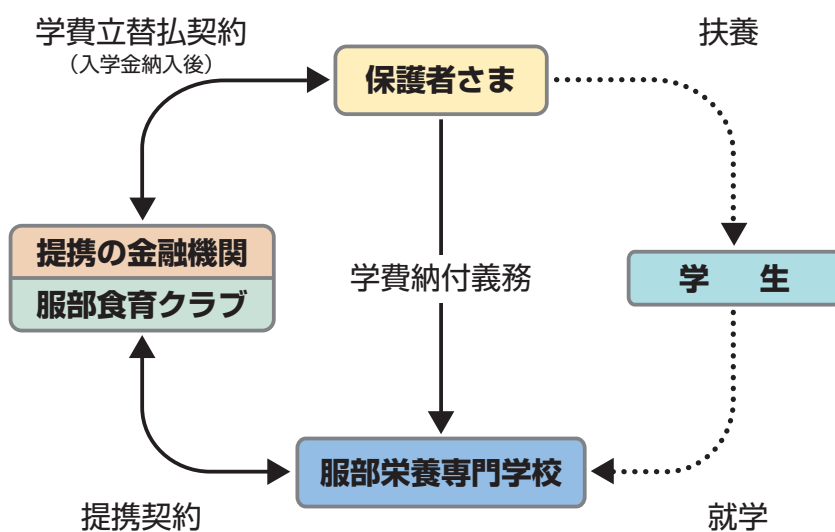 学費立替払契約
（入学金納入後）
扶養
保護者さま
提携の金融機関
服部食育クラブ
学費納付義務
学　生
服部栄養専門学校
提携契約
就学